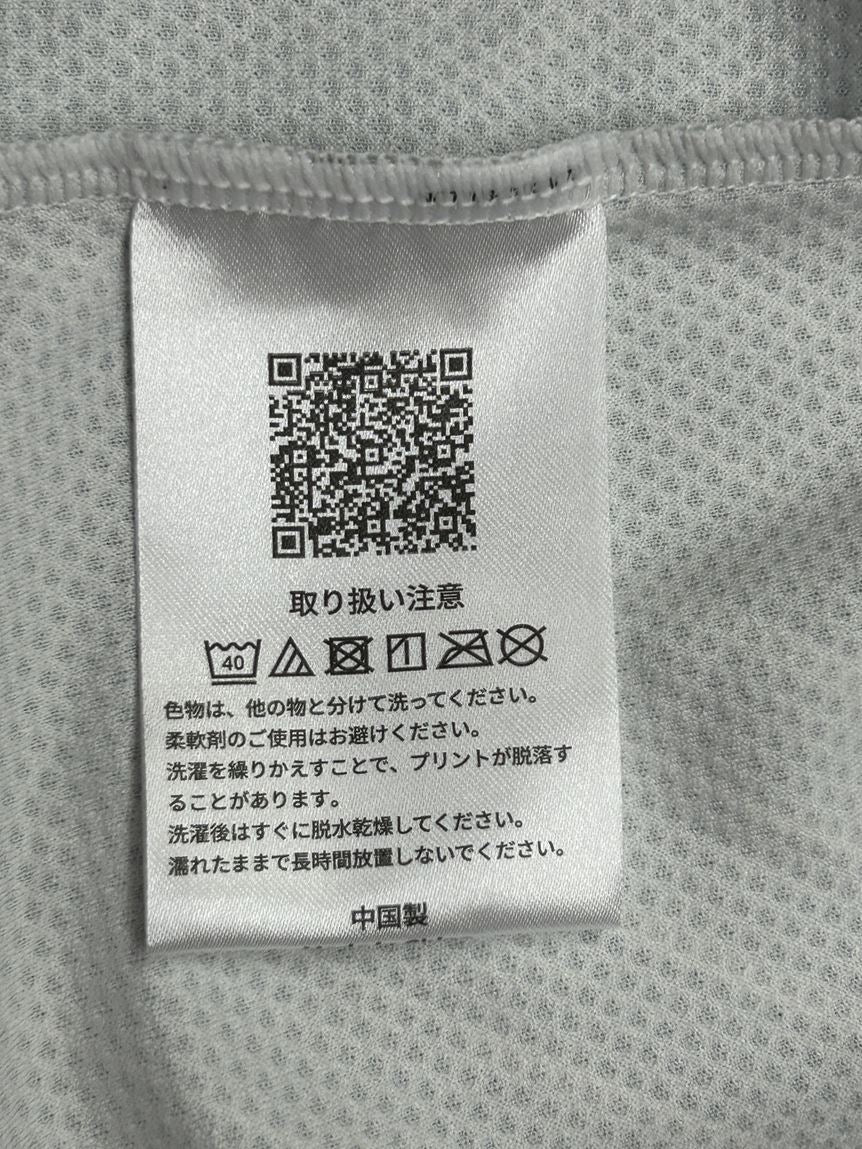 取り扱い注意
40
色物は、他の物と分けて洗ってください。
柔軟剤のご使用はお避けください。
洗濯を繰りかえすことで、プリントが脱落す
ることがあります。
洗濯後はすぐに脱水乾燥してください。
濡れたままで長時間放置しないでください。
中国製